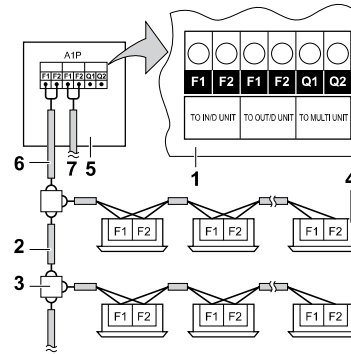 A1P
F1 F2 F1 F2 Q1 Q2
F1 F2 F1 F2 Q1 Q2
TO IN/D UNIT TO OUT/D UNIT TO MULTI UNIT
6 7 5 1 4
2 F1 F2 F1 F2 F1 F2
3
F1 F2 F1 F2 F1 F2